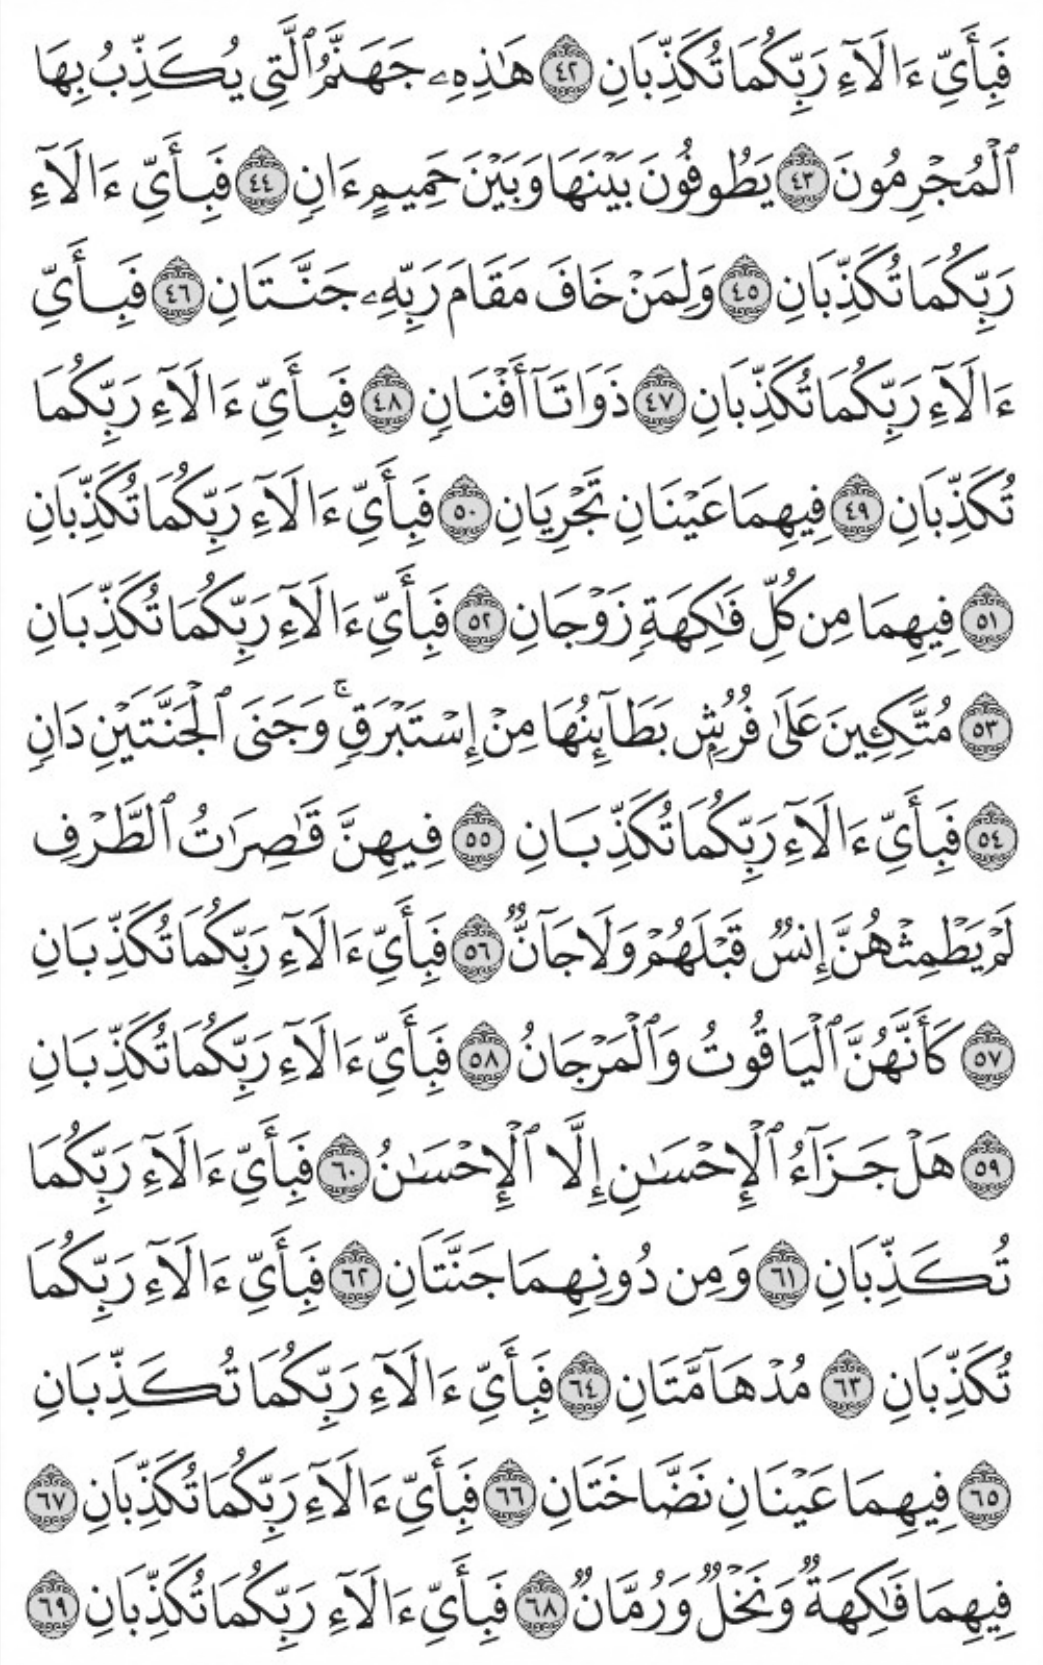 فَبِأَيِّ ءَالَآءِ رَبِّكُمَا تُكَذِّبَانِ ٤٢ هَٰذِهِۦ جَهَنَّمُ ٱلَّتِي يُكَذِّبُ بِهَا
ٱلْمُجْرِمُونَ ٤٣ يَطُوفُونَ بَيْنَهَا وَبَيْنَ حَمِيمٍ ءَانٍ ٤٤ فَبِأَيِّ ءَالَآءِ
رَبِّكُمَا تُكَذِّبَانِ ٤٥ وَلِمَنْ خَافَ مَقَامَ رَبِّهِۦ جَنَّتَانِ ٤٦ فَبِأَيِّ
ءَالَآءِ رَبِّكُمَا تُكَذِّبَانِ ٤٧ ذَوَاتَآ أَفْنَانٍ ٤٨ فَبِأَيِّ ءَالَآءِ رَبِّكُمَا
تُكَذِّبَانِ ٤٩ فِيهِمَا عَيْنَانِ تَجْرِيَانِ ٥٠ فَبِأَيِّ ءَالَآءِ رَبِّكُمَا تُكَذِّبَانِ
٥١ فِيهِمَا مِن كُلِّ فَٰكِهَةٍ زَوْجَانِ ٥٢ فَبِأَيِّ ءَالَآءِ رَبِّكُمَا تُكَذِّبَانِ
٥٣ مُتَّكِـِٔينَ عَلَىٰ فُرُشٍۭ بَطَآئِنُهَا مِنْ إِسْتَبْرَقٍ ۚ وَجَنَى ٱلْجَنَّتَيْنِ دَانٍ
٥٤ فَبِأَيِّ ءَالَآءِ رَبِّكُمَا تُكَذِّبَانِ ٥٥ فِيهِنَّ قَٰصِرَٰتُ ٱلطَّرْفِ
لَمْ يَطْمِثْهُنَّ إِنسٌ قَبْلَهُمْ وَلَا جَآنٌّ ٥٦ فَبِأَيِّ ءَالَآءِ رَبِّكُمَا تُكَذِّبَانِ
٥٧ كَأَنَّهُنَّ ٱلْيَاقُوتُ وَٱلْمَرْجَانُ ٥٨ فَبِأَيِّ ءَالَآءِ رَبِّكُمَا تُكَذِّبَانِ
٥٩ هَلْ جَزَآءُ ٱلْإِحْسَٰنِ إِلَّا ٱلْإِحْسَٰنُ ٦٠ فَبِأَيِّ ءَالَآءِ رَبِّكُمَا
تُكَذِّبَانِ ٦١ وَمِن دُونِهِمَا جَنَّتَانِ ٦٢ فَبِأَيِّ ءَالَآءِ رَبِّكُمَا
تُكَذِّبَانِ ٦٣ مُدْهَآمَّتَانِ ٦٤ فَبِأَيِّ ءَالَآءِ رَبِّكُمَا تُكَذِّبَانِ
٦٥ فِيهِمَا عَيْنَانِ نَضَّاخَتَانِ ٦٦ فَبِأَيِّ ءَالَآءِ رَبِّكُمَا تُكَذِّبَانِ ٦٧
فِيهِمَا فَٰكِهَةٌ وَنَخْلٌ وَرُمَّانٌ ٦٨ فَبِأَيِّ ءَالَآءِ رَبِّكُمَا تُكَذِّبَانِ ٦٩